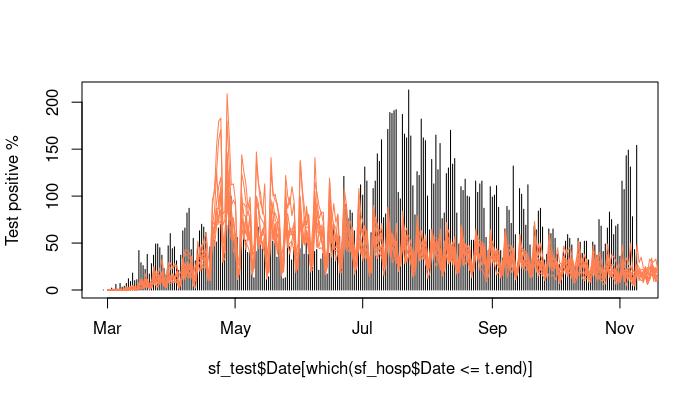 Test positive %
200
150
100
50
0
Mar May Jul Sep Nov
sf_test$Date[which(sf_hosp$Date <= t.end)]